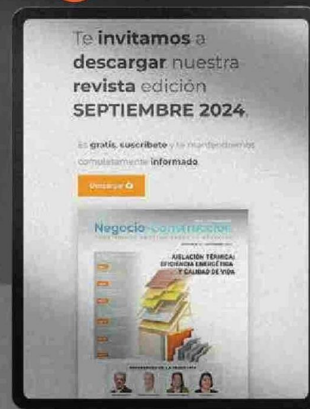 Te invitamos a
descargar nuestra
revista edición
SEPTIEMBRE 2024.
Es gratis, suscríbete y te mantendremos
completamente informado.
Descargar
Negocio&construcción
AISLACIÓN TÉRMICA:
EFICIENCIA ENERGÉTICA
Y CALIDAD DE VIDA